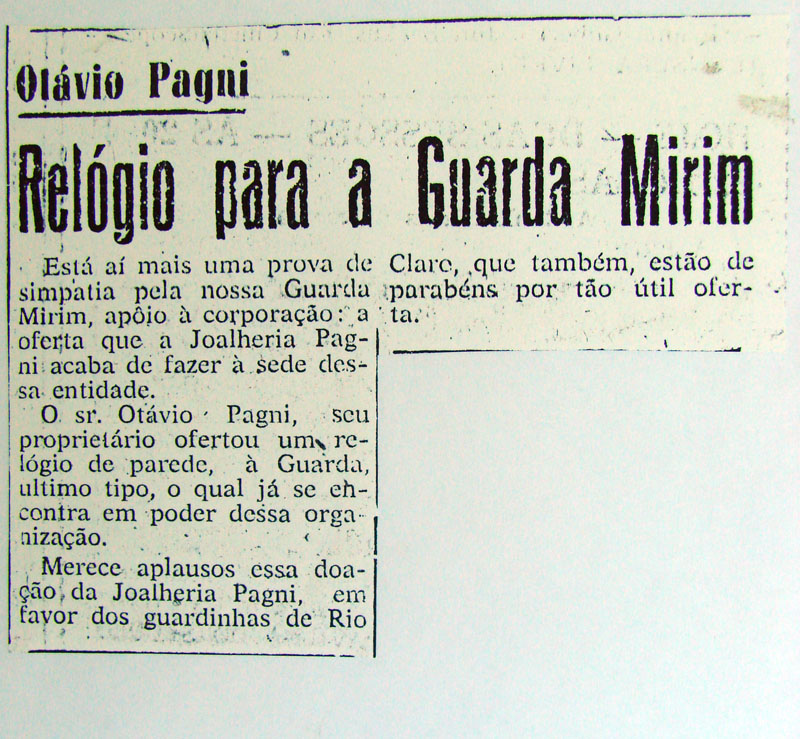 Otávio Pagni
Relógio para a Guarda Mirim
Está aí mais uma prova de
simpatia pela nossa Guarda
Mirim, apôio à corporação: a
oferta que a Joalheria Pag-
ni acaba de fazer à sede des-
sa entidade.
O sr. Otávio Pagni, seu
proprietário ofertou um re-
lógio de parede, à Guarda,
ultimo tipo, o qual já se en-
contra em poder dessa orga-
nização.
Merece aplausos essa doa-
ção da Joalheria Pagni, em
favor dos guardinhas de Rio
Claro, que também, estão de
parabéns por tão útil ofer-
ta.